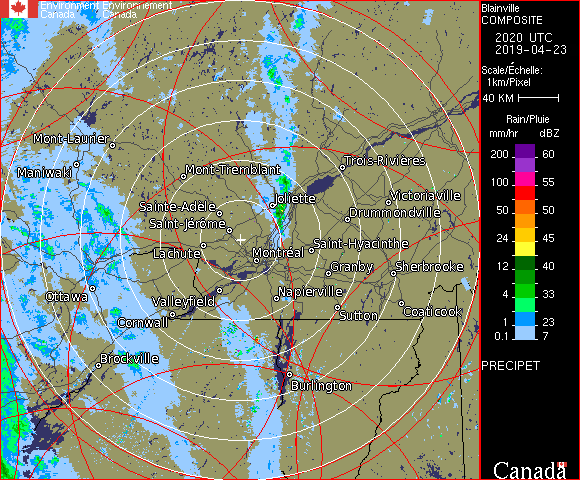 Environment Environnement
Canada Canada
Blainville
COMPOSITE
2020 UTC
2019-04-23
Scale/Échelle:
1km/Pixel
40 KM
Rain/Pluie
mm/hr dBZ
200 60
100 55
50 50
24 45
12 40
4 33
1 23
0.1 7
PRECIPET
Canada
Mont-Laurier
Maniwaki
Mont-Tremblant
Trois-Rivières
Joliette
Victoriaville
Sainte-Adèle
Drummondville
Saint-Jérôme
Saint-Hyacinthe
Lachute
Montréal
Granby
Sherbrooke
Ottawa
Valleyfield
Napierville
Cornwall
Sutton
Coaticook
Brockville
Burlington